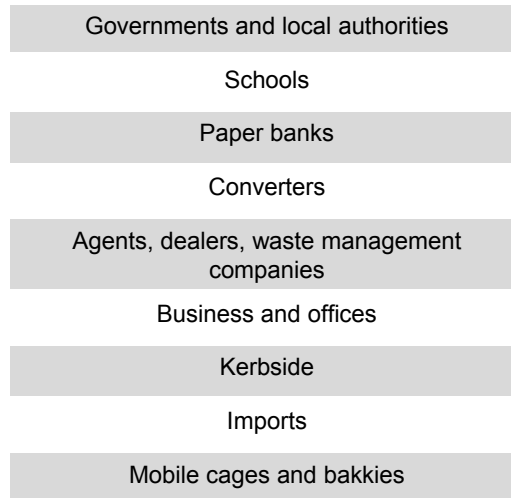 Governments and local authorities
Schools
Paper banks
Converters
Agents, dealers, waste management
companies
Business and offices
Kerbside
Imports
Mobile cages and bakkies